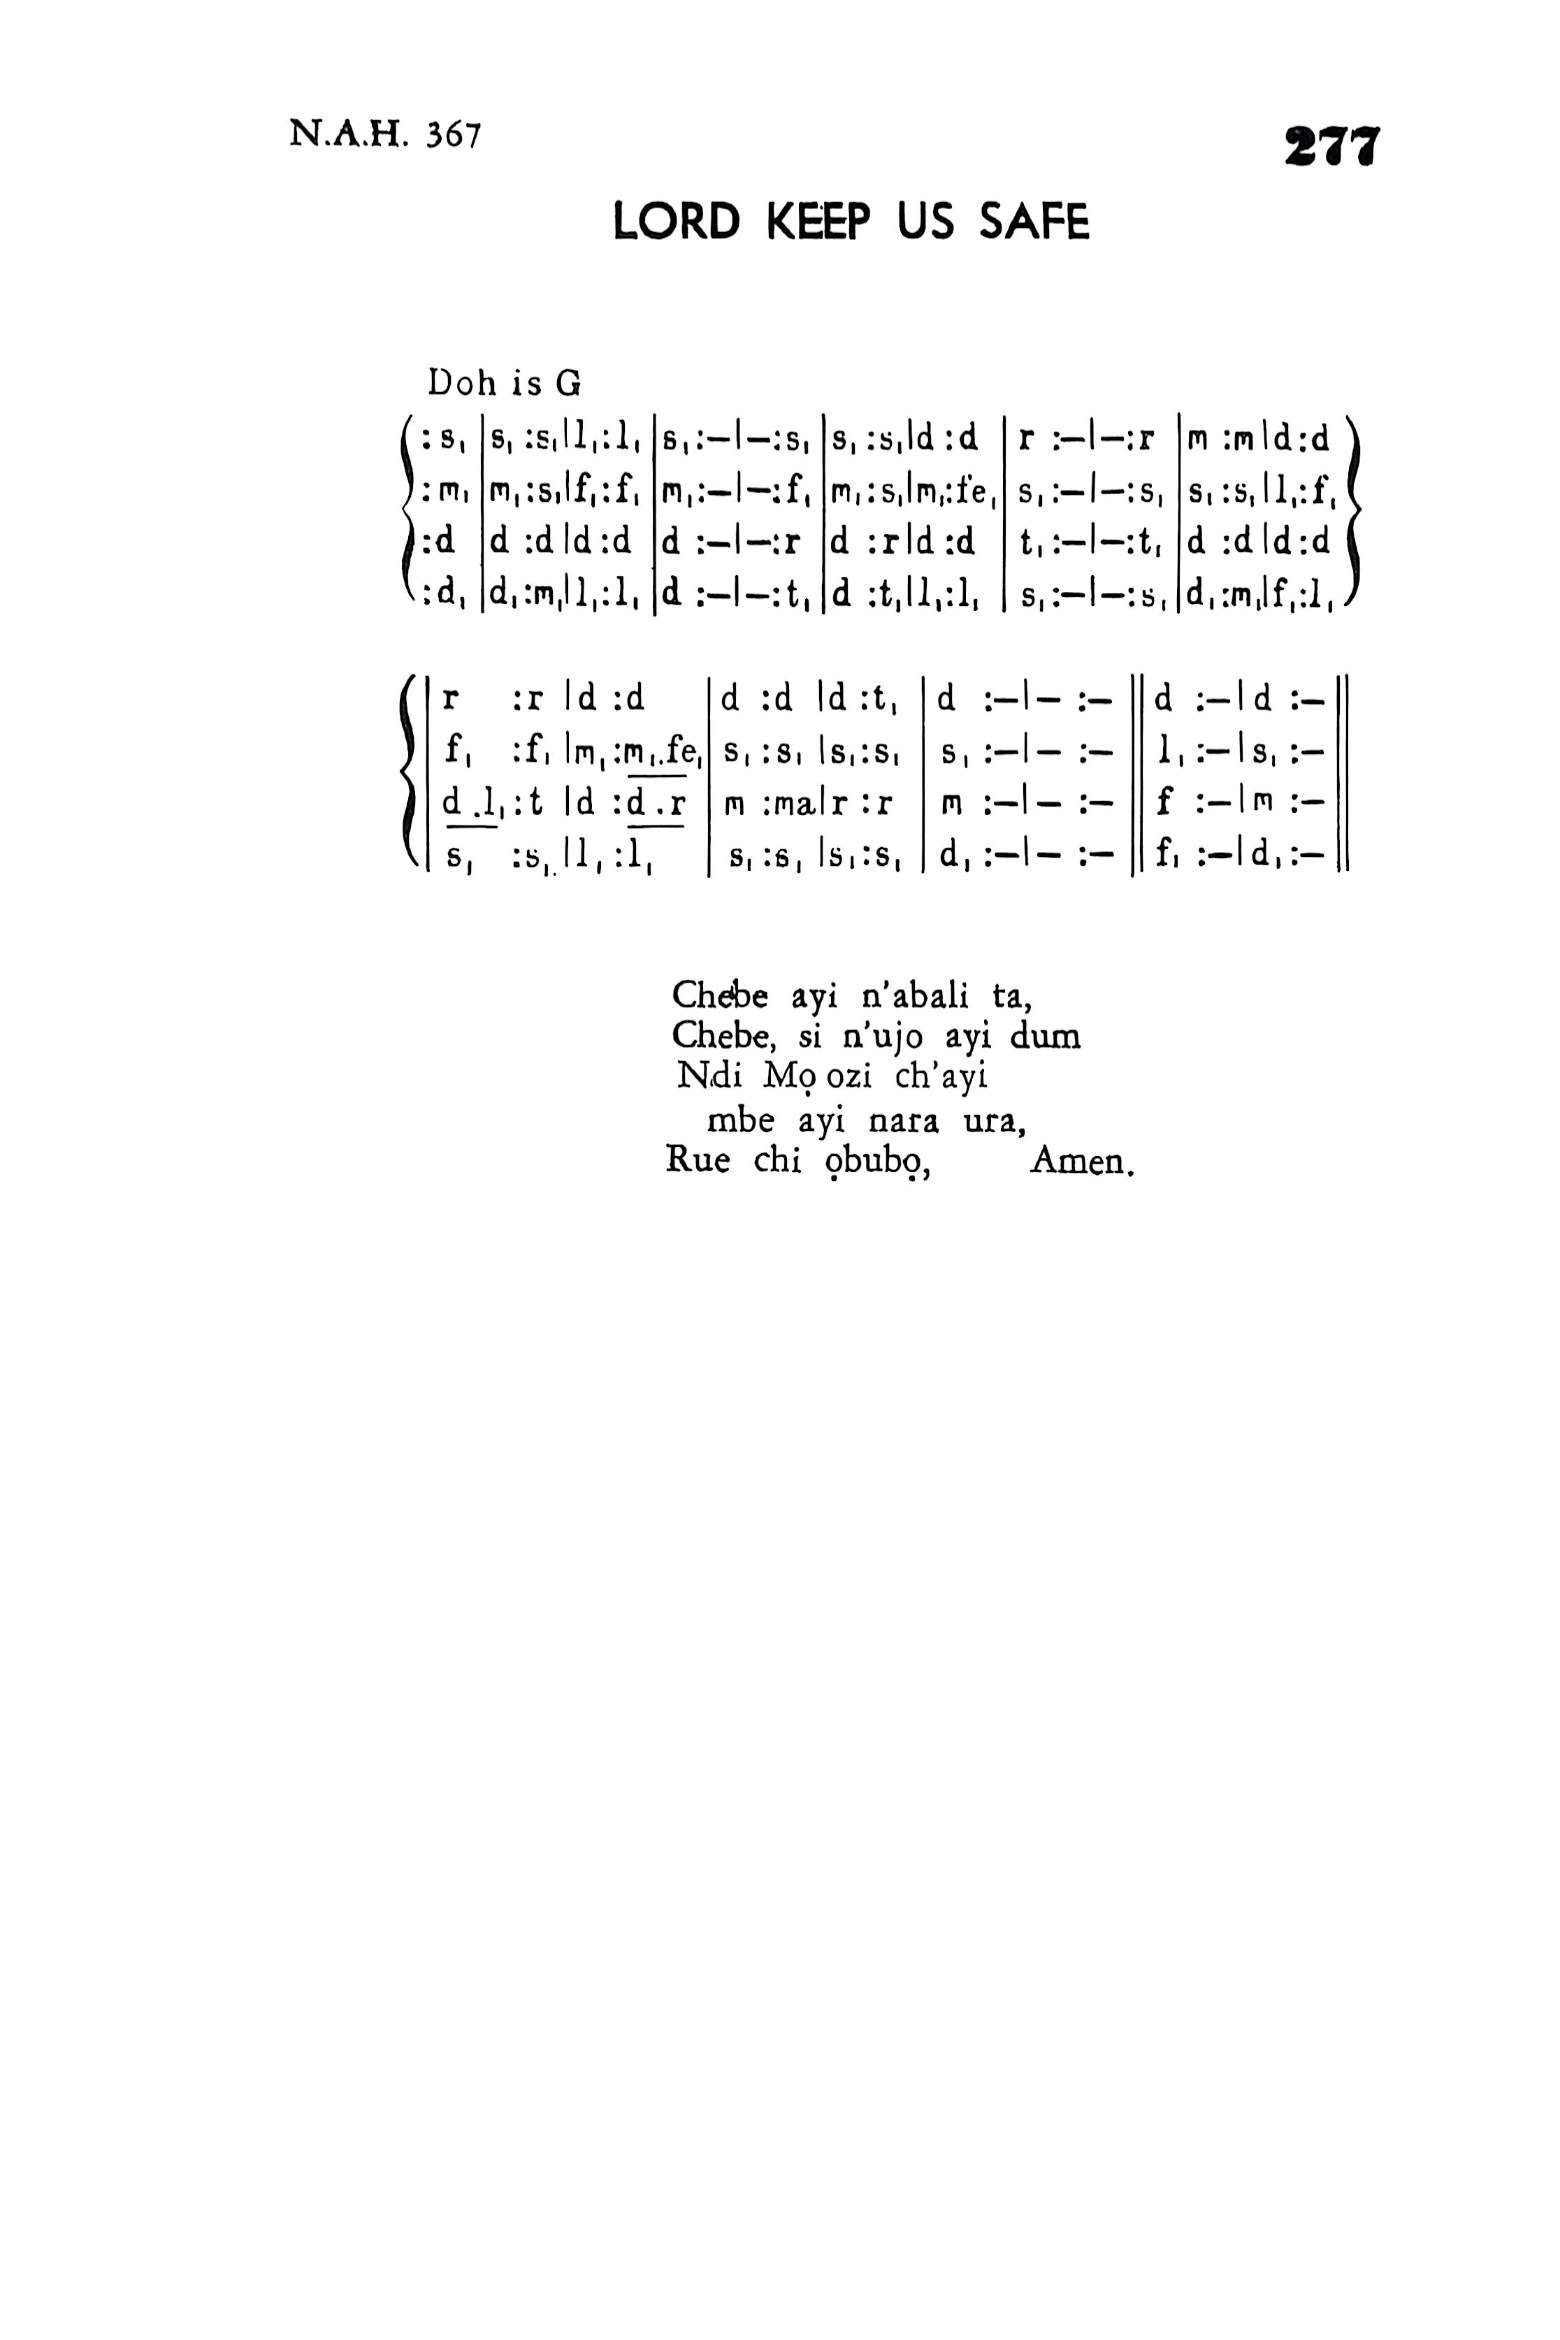 N.A.H. 367
277
LORD KEEP US SAFE
Doh is G
:s, |s, :s,|l,:l, |s,:—|—:s, |s, :s,|d :d |r :—|—:r |m :m|d:d
:m, |m,:s,|f,:f, |m,:—|—:f, |m,:s,|m,:fe, |s,:—|—:s, |s, :s,|l,:f,
:d |d :d|d:d |d :—|—:r |d :r|d :d |t,:—|—:t, |d :d|d:d
:d, |d,:m,|l,:l, |d :—|—:t, |d :t,|l,:l, |s,:—|—:s, |d,:m,|f,:l,
|r :r |d :d |d :d |d :t, |d :—|— :— ||d :—|d :—||
|f, :f, |m,:m,.fe,|s, :s, |s,:s, |s, :—|— :— ||l, :—|s, :—||
|d .l,:t |d :d .r |m :ma|r :r |m :—|— :— ||f :—|m :—||
|s, :s, |l, :l, |s, :s, |s,:s, |d, :—|— :— ||f, :—|d, :—||
Chebe ayi n'abali ta,
Chebe, si n'ujo ayi dum
Ndi Mọ ozi ch'ayi
mbe ayi nara ura,
Rue chi ọbubọ, Amen.